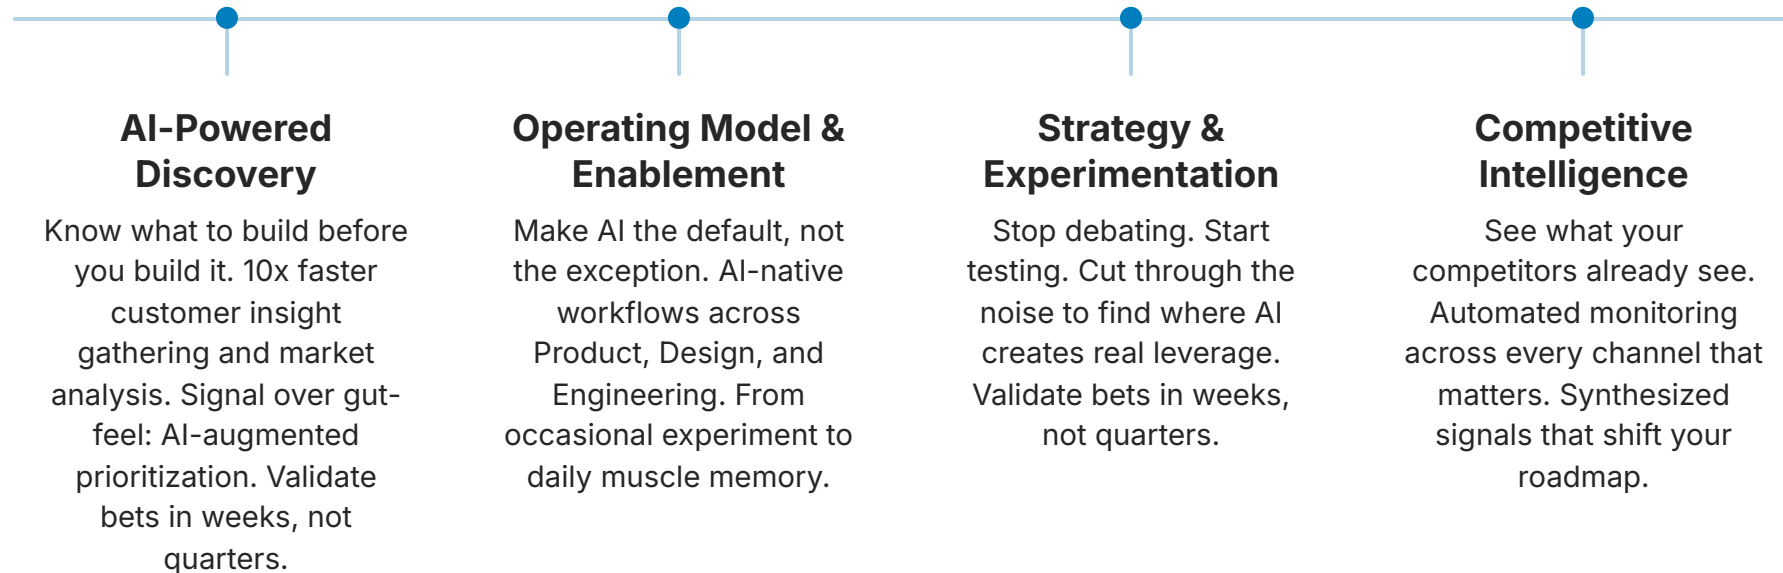 AI-Powered
Discovery
Know what to build before
you build it. 10x faster
customer insight
gathering and market
analysis. Signal over gut-
feel: AI-augmented
prioritization. Validate
bets in weeks, not
quarters.
Operating Model &
Enablement
Make AI the default, not
the exception. AI-native
workflows across
Product, Design, and
Engineering. From
occasional experiment to
daily muscle memory.
Strategy &
Experimentation
Stop debating. Start
testing. Cut through the
noise to find where AI
creates real leverage.
Validate bets in weeks,
not quarters.
Competitive
Intelligence
See what your
competitors already see.
Automated monitoring
across every channel that
matters. Synthesized
signals that shift your
roadmap.